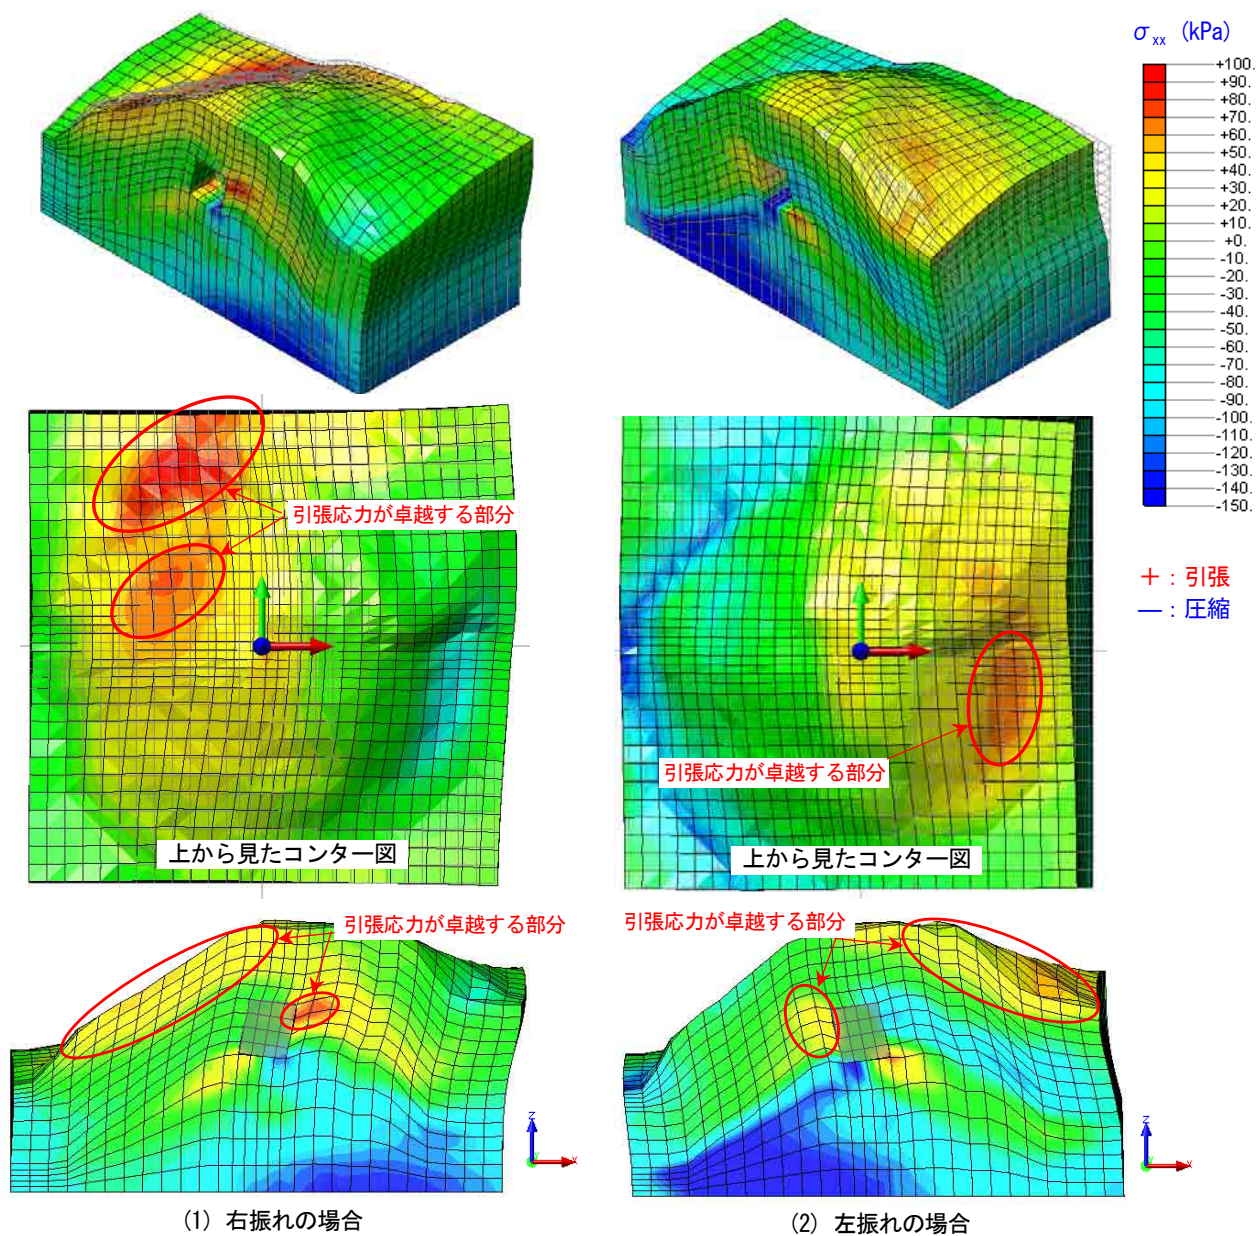 σxx (kPa)
+100.
+90.
+80.
+70.
+60.
+50.
+40.
+30.
+20.
+10.
+0.
-10.
-20.
-30.
-40.
-50.
-60.
-70.
-80.
-90.
-100.
-110.
-120.
-130.
-140.
-150.
+：引張
―：圧縮
引張応力が卓越する部分
上から見たコンター図
引張応力が卓越する部分
上から見たコンター図
引張応力が卓越する部分
Z
Y
X
(1) 右振れの場合
引張応力が卓越する部分
Z
Y
X
(2) 左振れの場合